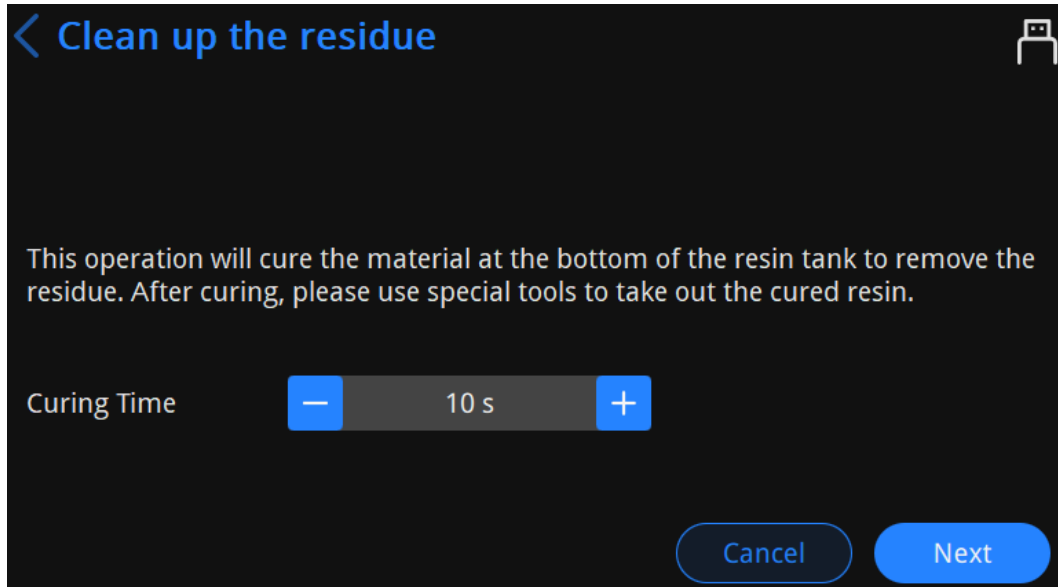 Clean up the residue
This operation will cure the material at the bottom of the resin tank to remove the
residue. After curing, please use special tools to take out the cured resin.
Curing Time
10 s
Cancel
Next